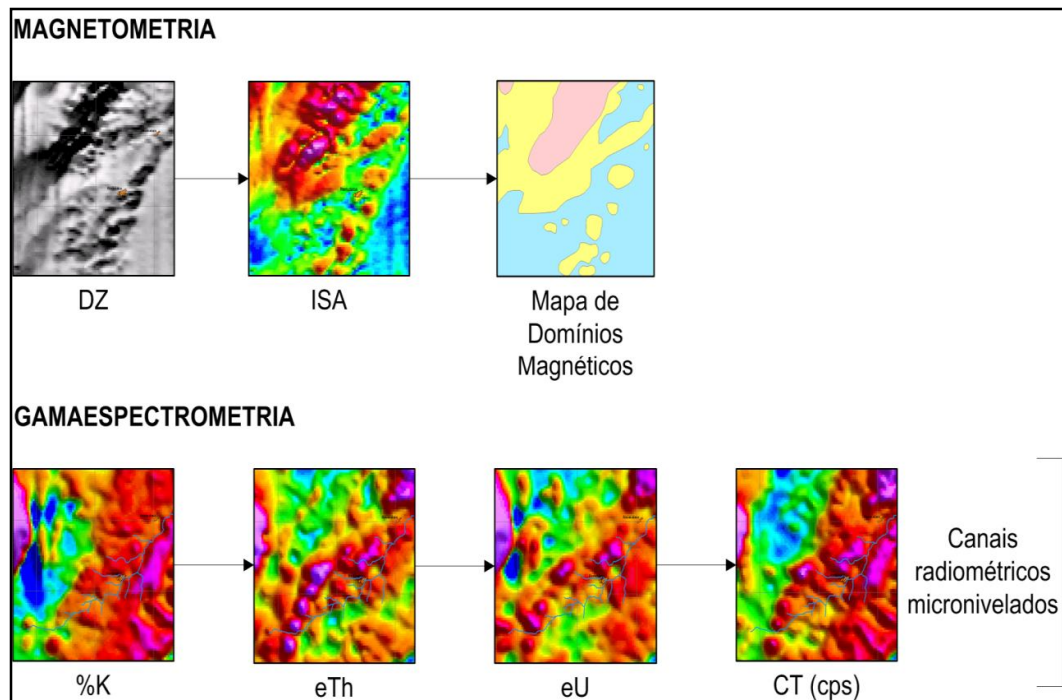 MAGNETOMETRIA
DZ
ISA
Mapa de
Domínios
Magnéticos
GAMAESPECTROMETRIA
%K
eTh
eU
CT (cps)
Canais
radiométricos
micronivelados